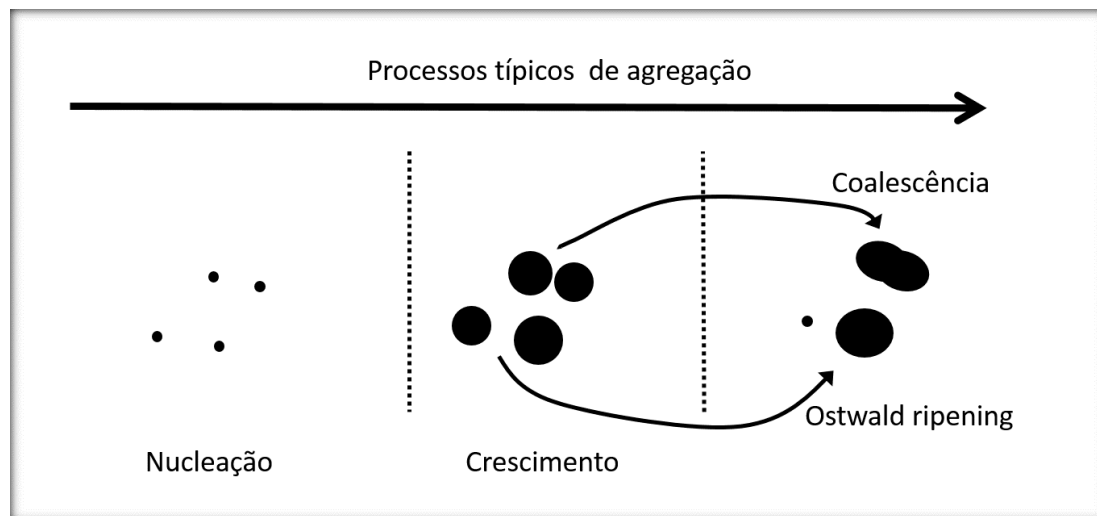 Processos típicos de agregação
Coalescência
Ostwald ripening
Nucleação
Crescimento